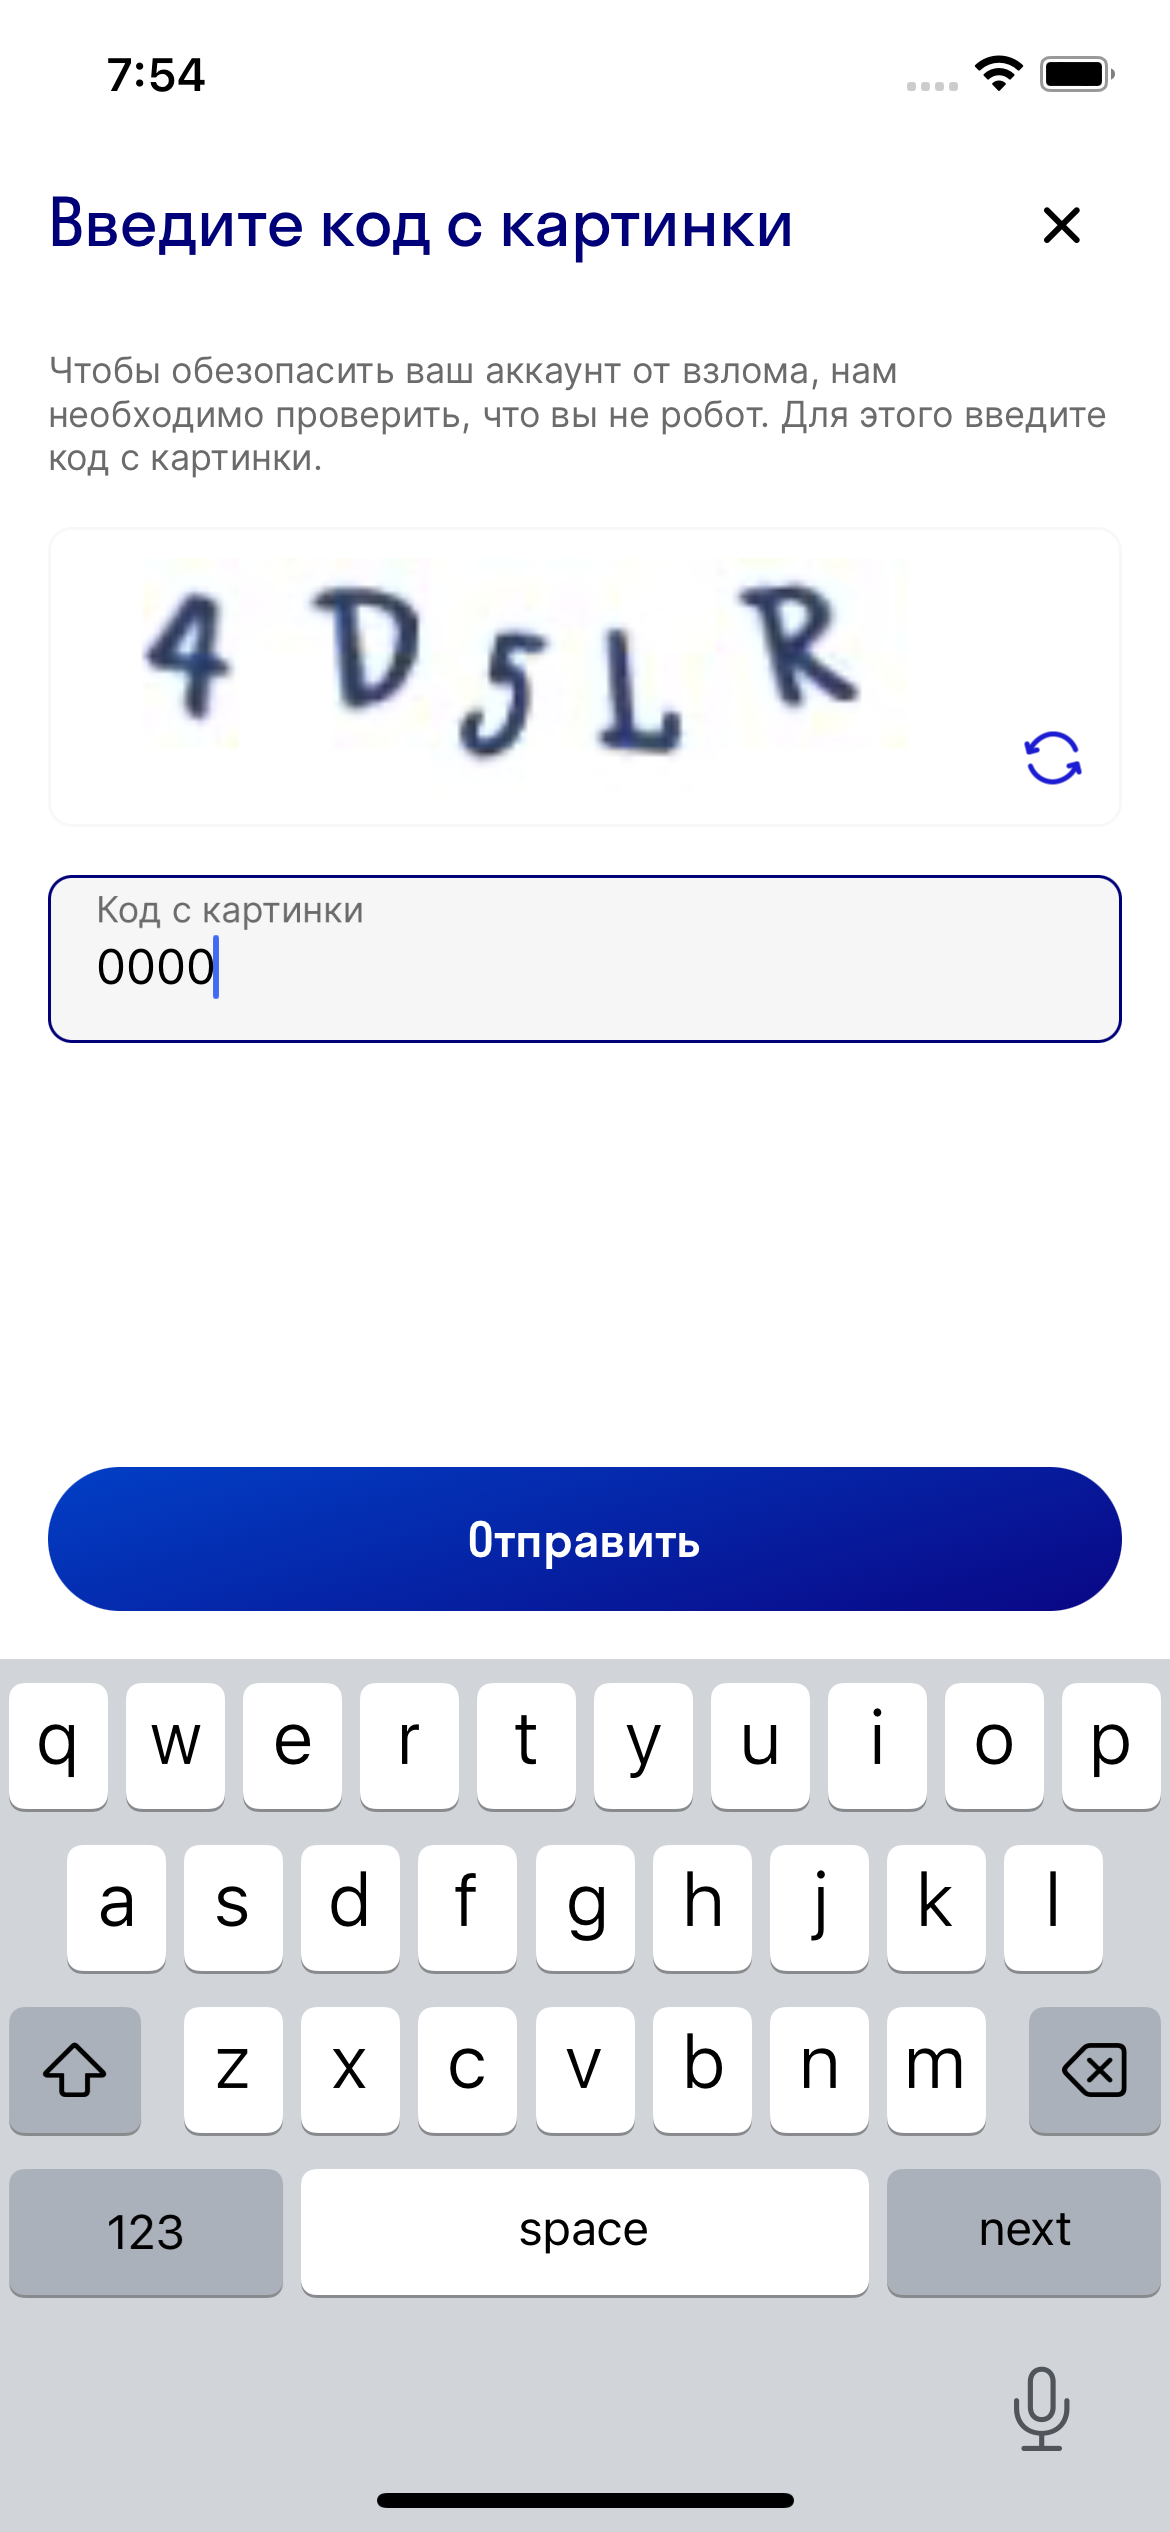 7:54
Введите код с картинки
Чтобы обезопасить ваш аккаунт от взлома, нам
необходимо проверить, что вы не робот. Для этого введите
код с картинки.
4 D 5 L R
Код с картинки
0000
Отправить
q w e r t y u i o p
a s d f g h j k l
z x c v b n m
123 space next